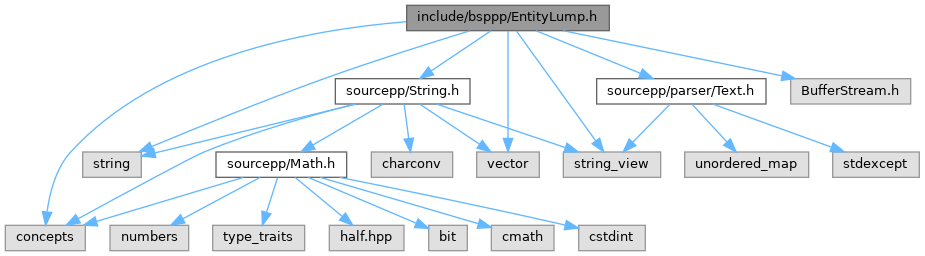 include/bsppp/EntityLump.h
sourcepp/String.h
sourcepp/parser/Text.h
BufferStream.h
string
sourcepp/Math.h
charconv
vector
string_view
unordered_map
stdexcept
concepts
numbers
type_traits
half.hpp
bit
cmath
cstdint